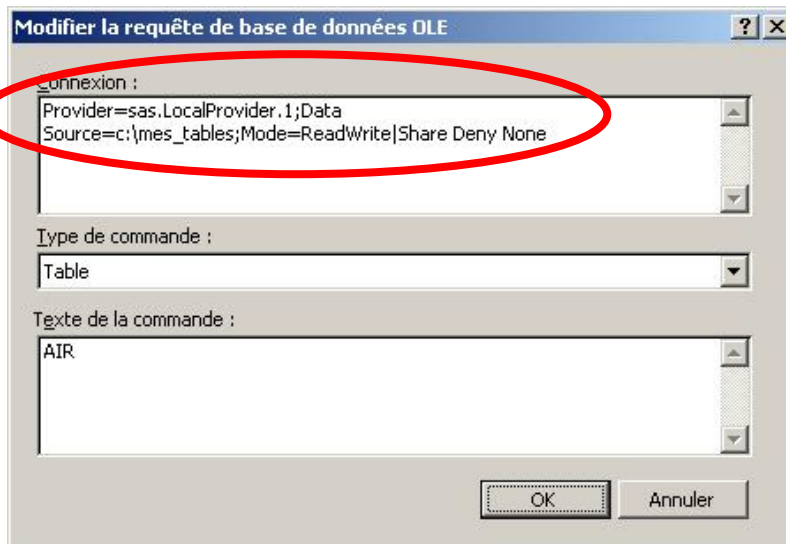 Modifier la requête de base de données OLE
Connexion :
Provider=sas.LocalProvider.1;Data
Source=c:\mes_tables;Mode=ReadWrite|Share Deny None
Type de commande :
Table
Texte de la commande :
AIR
OK
Annuler